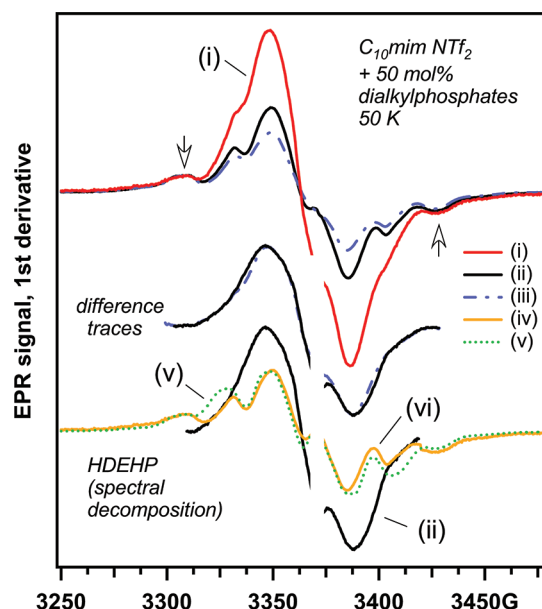 C10mim NTf2
+ 50 mol%
dialkylphosphates
50 K
(i)
EPR signal, 1st derivative
(i)
(ii)
(iii)
(iv)
(v)
difference
traces
(v)
(vi)
HDEHP
(spectral
decomposition)
(ii)
3250 3300 3350 3400 3450G